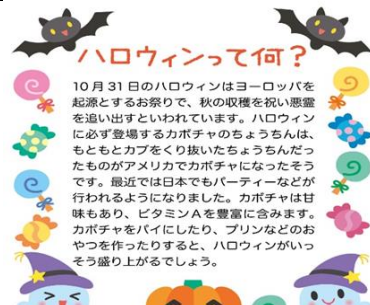 ハロウィンって何？
10月31日のハロウィンはヨーロッパを
起源とするお祭りで、秋の収穫を祝い悪霊
を追い出すといわれています。ハロウィン
に必ず登場するカボチャのちょうちんは、
もともとカブをくり抜いたちょうちんだっ
たものがアメリカでカボチャになったそう
です。最近では日本でもパーティーなどが
行われるようになりました。カボチャは甘
味もあり、ビタミンAを豊富に含みます。
カボチャをパイにしたり、プリンなどのお
やつを作ったりすると、ハロウィンがいっ
そう盛り上がるでしょう。